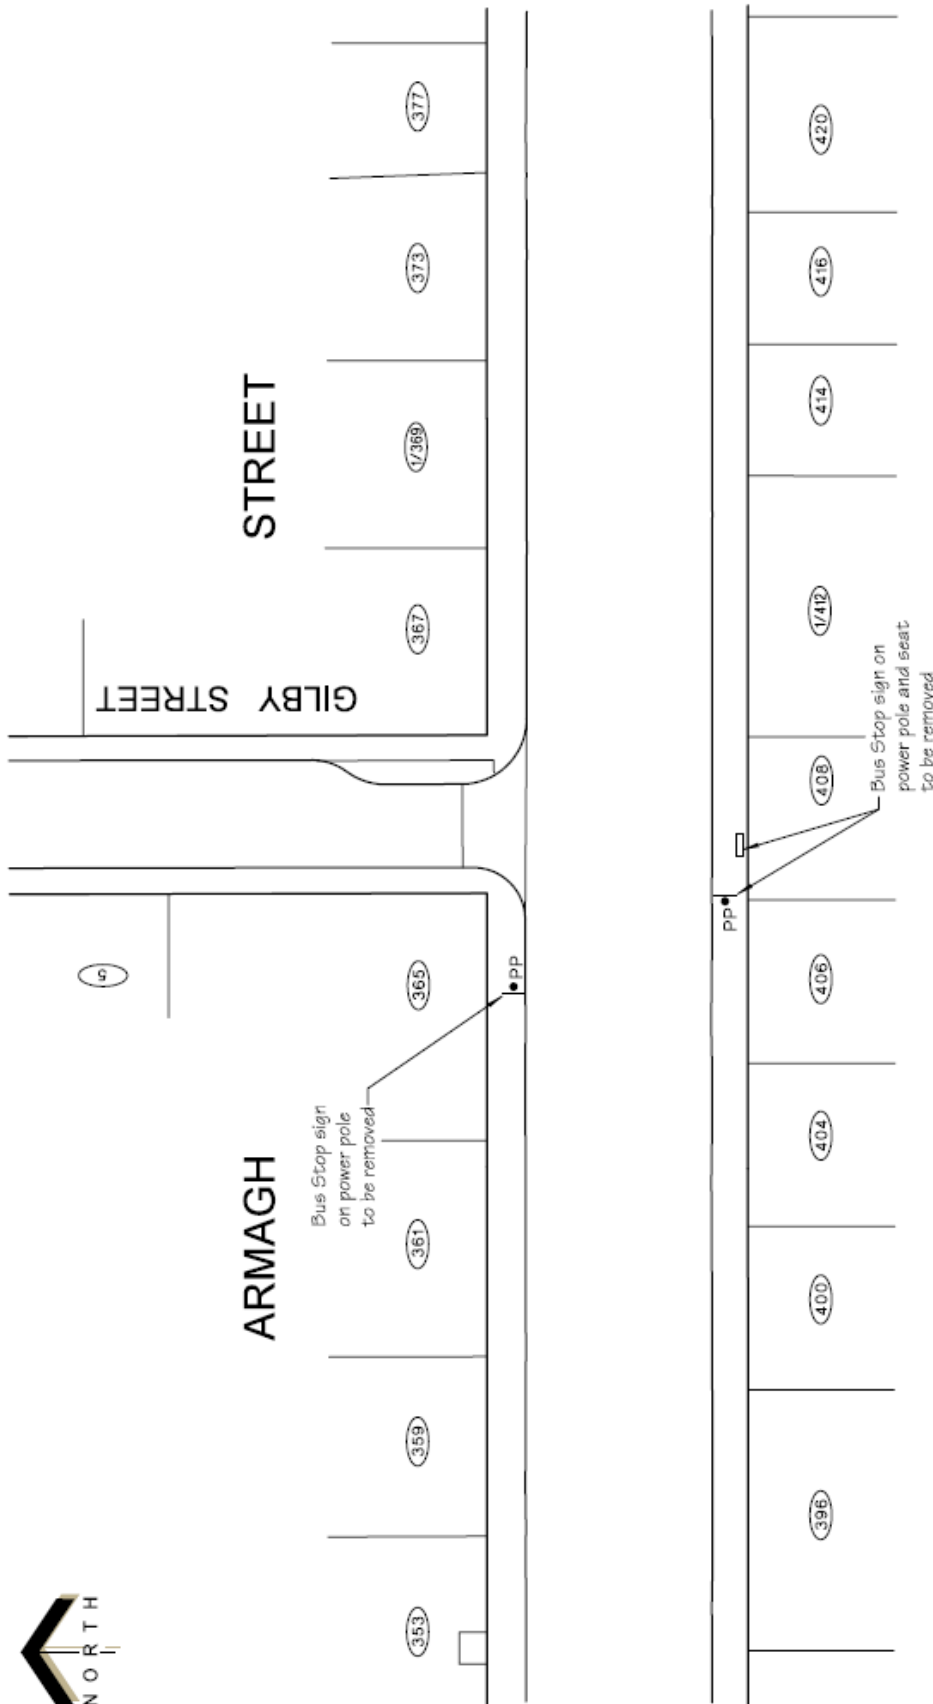 ARMAGH STREET
GILBY STREET
NORTH
5
353
359
361
365
367
1/369
373
377
Bus Stop sign
on power pole
to be removed
PP
PP
Bus Stop sign on
power pole and seat
to be removed
396
400
404
406
408
1/412
414
416
420